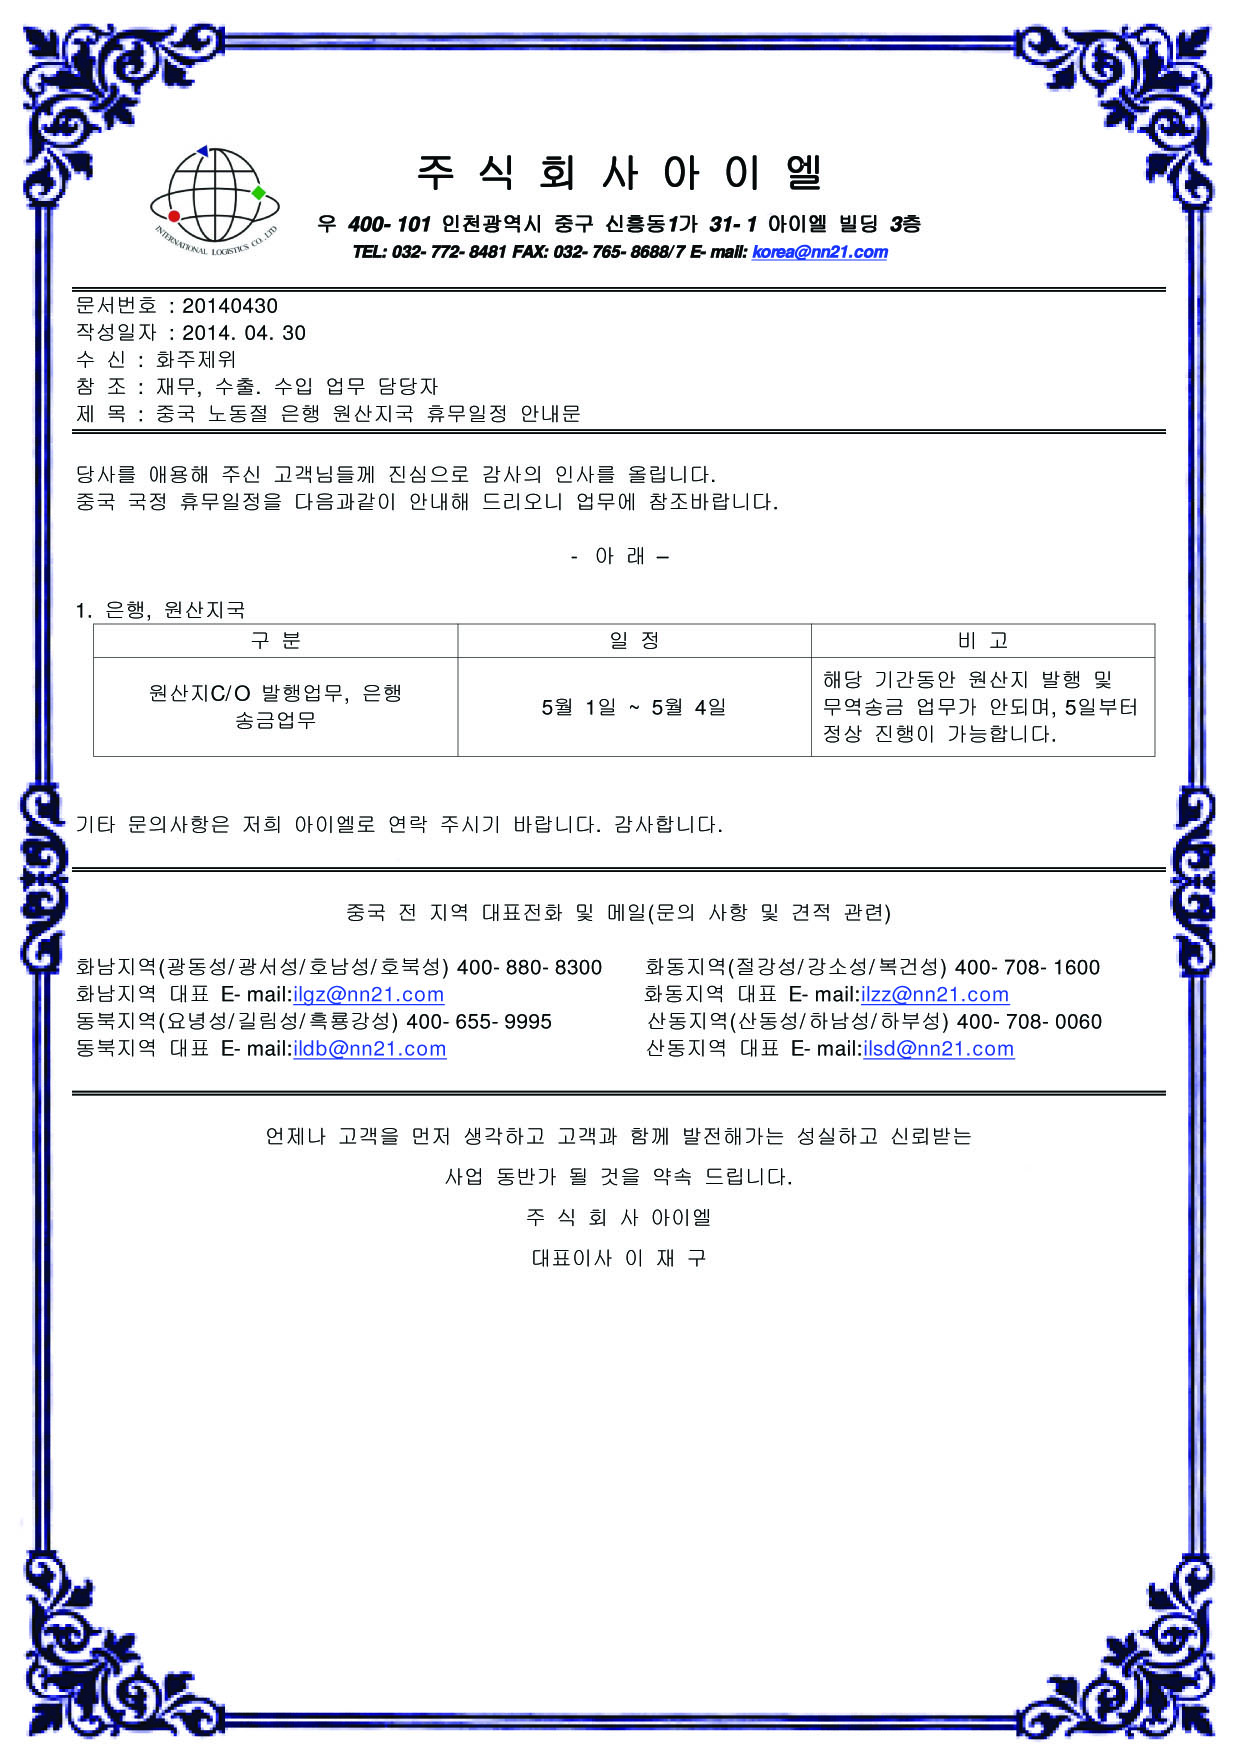 주 식 회 사 아 이 엘
INTERNATIONAL LOGISTICS CO. LTD
우 400-101 인천광역시 중구 신흥동1가 31-1 아이엘 빌딩 3층
TEL: 032-772-8481 FAX: 032-765-8688/7 E-mail: korea@nn21.com
문서번호 : 20140430
작성일자 : 2014. 04. 30
수 신 : 화주제위
참 조 : 재무, 수출. 수입 업무 담당자
제 목 : 중국 노동절 은행 원산지국 휴무일정 안내문
당사를 애용해 주신 고객님들께 진심으로 감사의 인사를 올립니다.
중국 국정 휴무일정을 다음과같이 안내해 드리오니 업무에 참조바랍니다.
- 아 래 –
1. 은행, 원산지국
구 분 일 정 비 고
원산지C/O 발행업무, 은행
송금업무
5월 1일 ~ 5월 4일
해당 기간동안 원산지 발행 및
무역송금 업무가 안되며, 5일부터
정상 진행이 가능합니다.
기타 문의사항은 저희 아이엘로 연락 주시기 바랍니다. 감사합니다.
중국 전 지역 대표전화 및 메일(문의 사항 및 견적 관련)
화남지역(광동성/광서성/호남성/호북성) 400-880-8300 화동지역(절강성/강소성/복건성) 400-708-1600
화남지역 대표 E-mail:ilgz@nn21.com 화동지역 대표 E-mail:ilzz@nn21.com
동북지역(요녕성/길림성/흑룡강성) 400-655-9995 산동지역(산동성/하남성/하부성) 400-708-0060
동북지역 대표 E-mail:ildb@nn21.com 산동지역 대표 E-mail:ilsd@nn21.com
언제나 고객을 먼저 생각하고 고객과 함께 발전해가는 성실하고 신뢰받는
사업 동반가 될 것을 약속 드립니다.
주 식 회 사 아이엘
대표이사 이 재 구